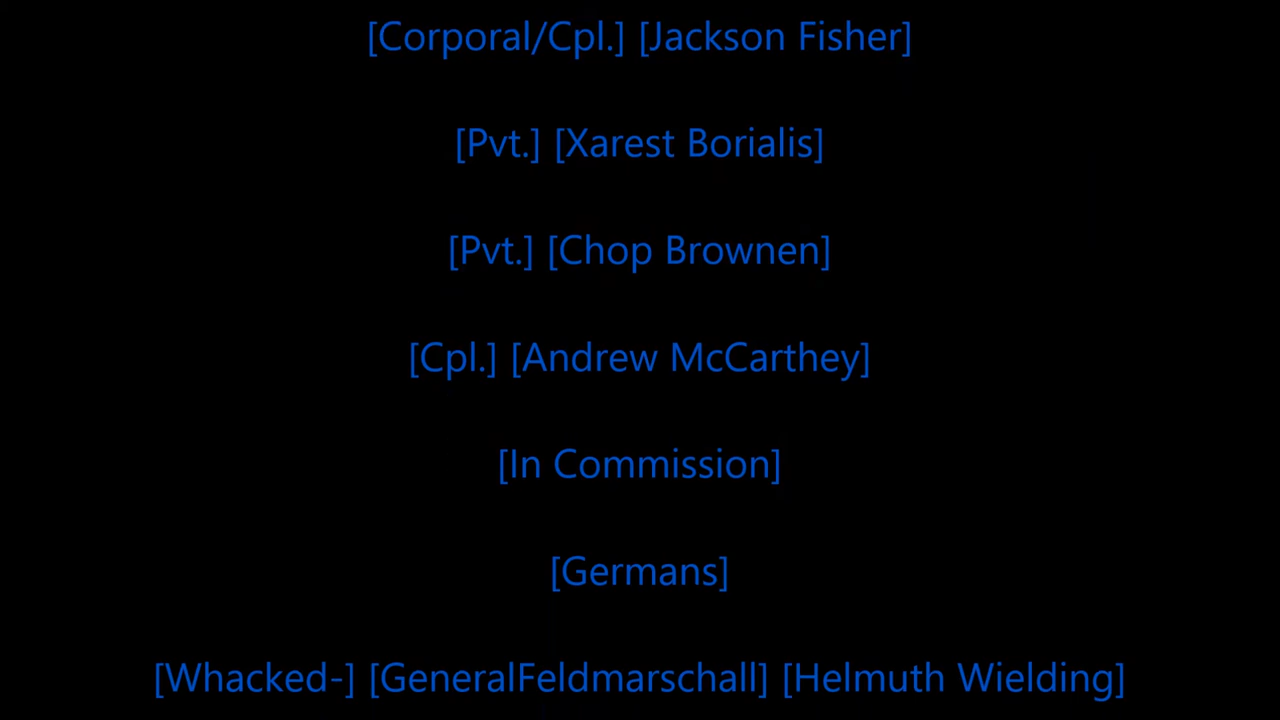 [Corporal/Cpl.] [Jackson Fisher]
[Pvt.] [Xarest Borialis]
[Pvt.] [Chop Brownen]
[Cpl.] [Andrew McCarthey]
[In Commission]
[Germans]
[Whacked-] [GeneralFeldmarschall] [Helmuth Wielding]